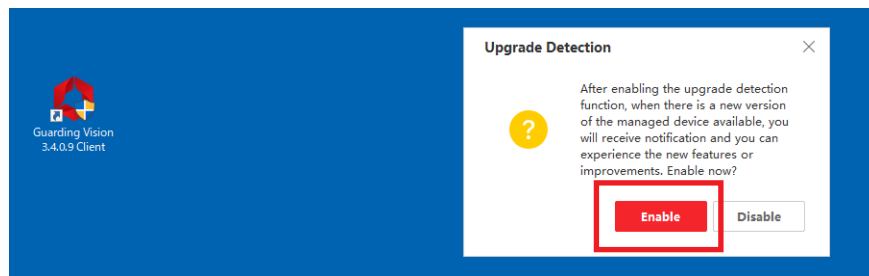 Upgrade Detection
After enabling the upgrade detection
function, when there is a new version
of the managed device available, you
will receive notification and you can
experience the new features or
improvements. Enable now?
Enable
Disable
Guarding Vision
3.4.0.9 Client